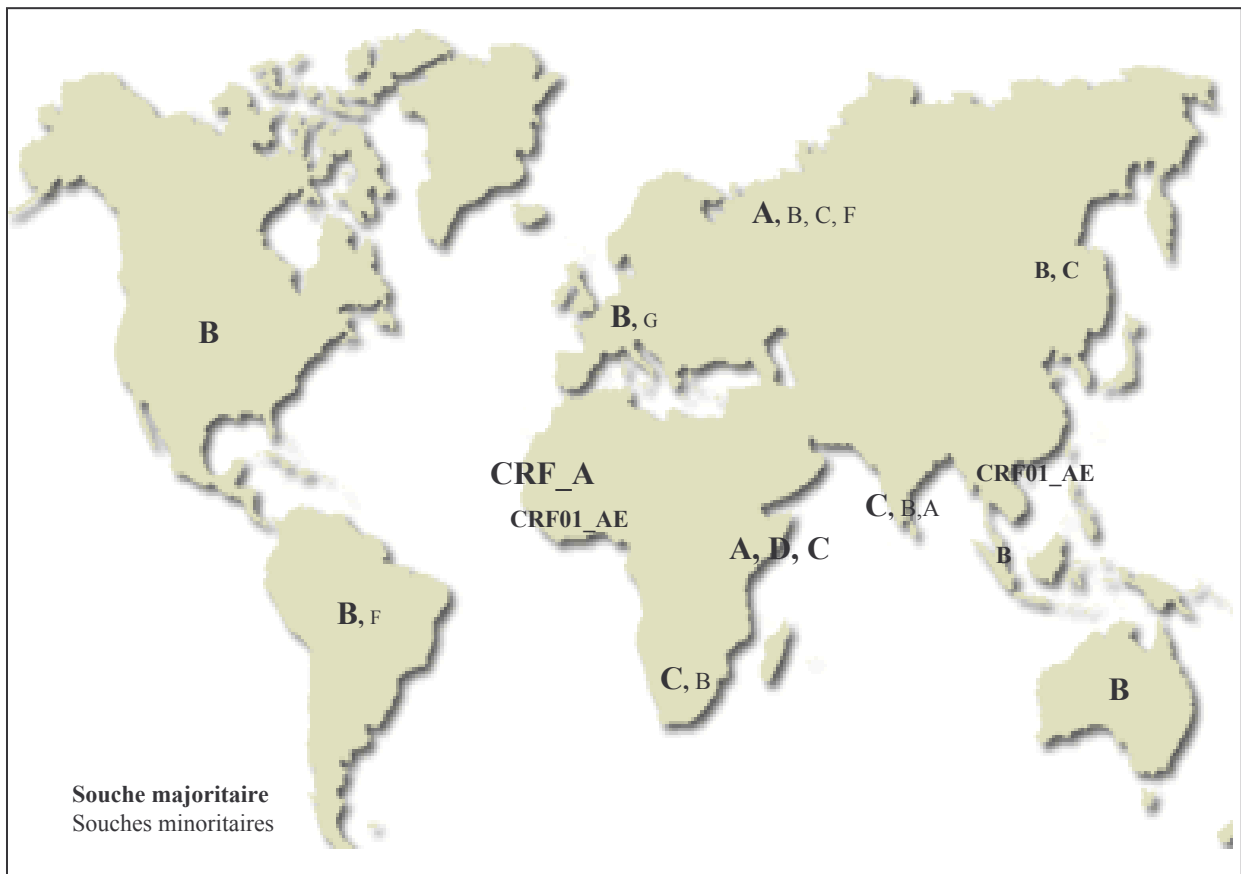 A, B, C, F
B, C
B
B, G
CRF_A
CRF01_AE
CRF01_AE
C, B,A
A, D, C
B
B, F
C, B
B
Souche majoritaire
Souches minoritaires